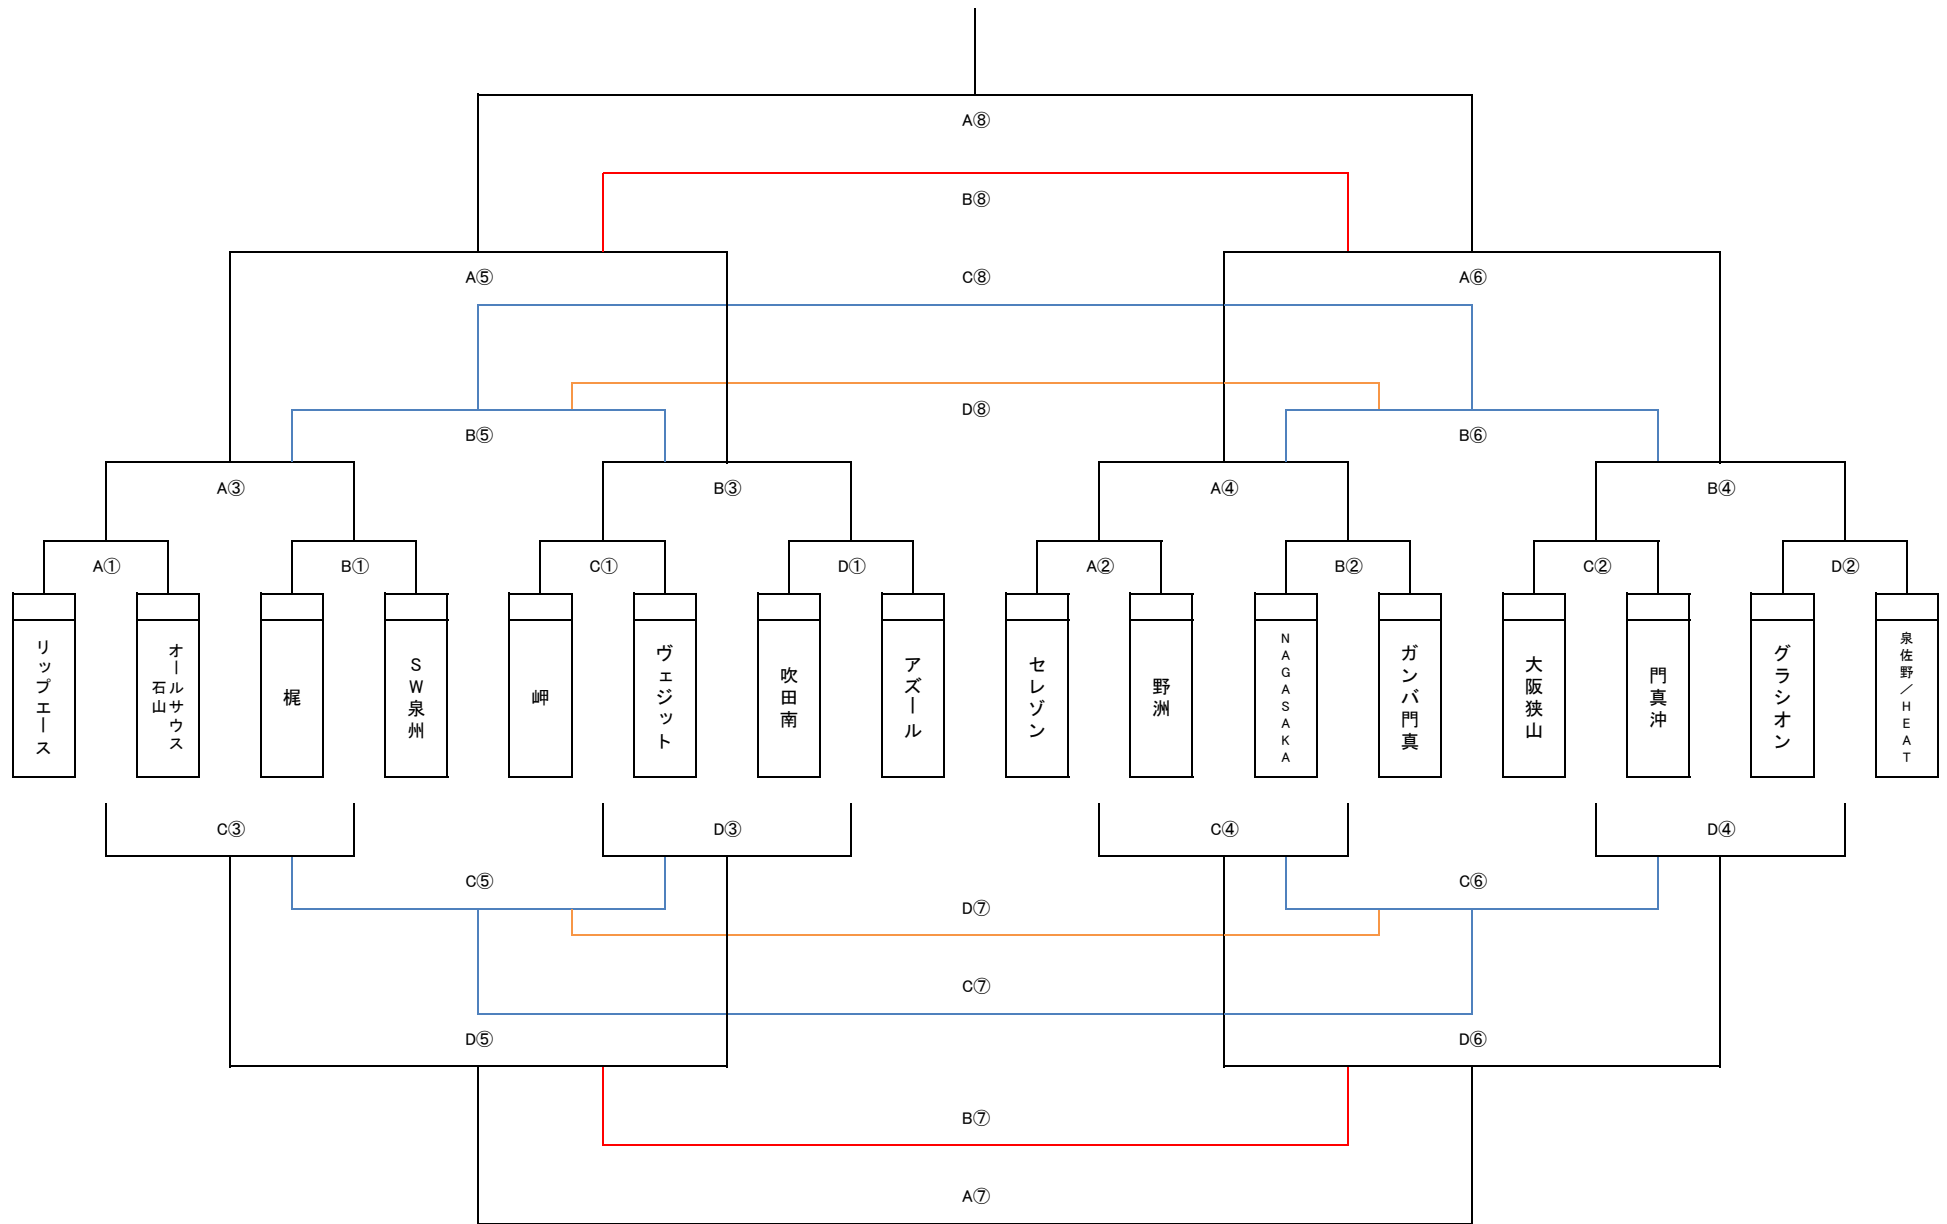 A⑧
B⑧
A⑤
C⑧
A⑥
D⑧
B⑤
B⑥
A③
B③
A④
B④
A①
B①
C①
D①
A②
B②
C②
D②
リップエース
オールサウス
石山
梶
SW泉州
岬
ヴェジット
吹田南
アズール
セレゾン
野洲
NAGASAKA
ガンバ門真
大阪狭山
門真沖
グラシオン
泉佐野/HEAT
C③
D③
C④
D④
C⑤
C⑥
D⑦
C⑦
D⑤
D⑥
B⑦
A⑦